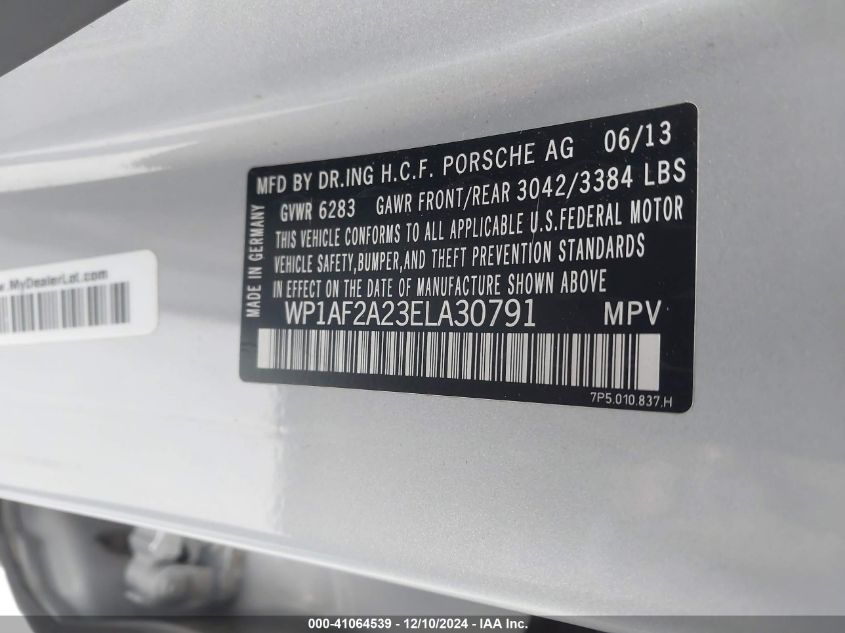 MFD BY DR.ING H.C.F. PORSCHE AG 06/13
GVWR 6283 GAWR FRONT/REAR 3042/3384 LBS
THIS VEHICLE CONFORMS TO ALL APPLICABLE U.S.FEDERAL MOTOR
VEHICLE SAFETY,BUMPER,AND THEFT PREVENTION STANDARDS
IN EFFECT ON THE DATE OF MANUFACTURE SHOWN ABOVE
WP1AF2A23ELA30791 MPV
7P5.010.837.H
MADE IN GERMANY
.MyDealerLot.com
000-41064539 - 12/10/2024 - IAA Inc.